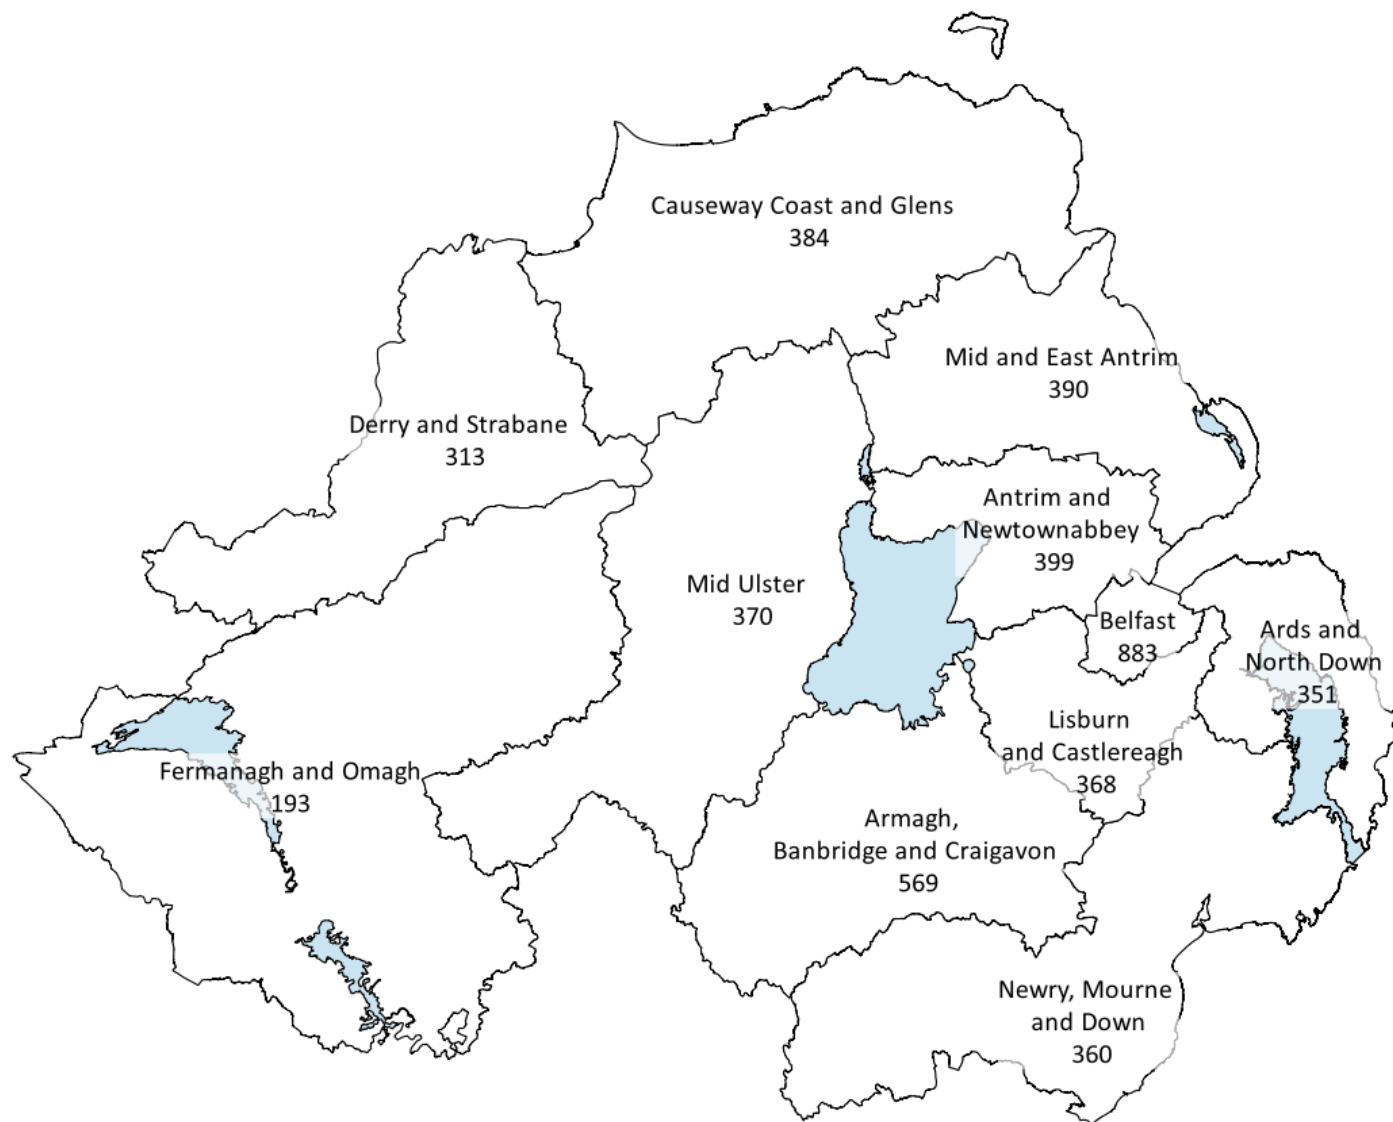 Causeway Coast and Glens
384
Mid and East Antrim
390
Derry and Strabane
313
Antrim and
Newtownabbey
399
Mid Ulster
370
Belfast
883
Ards and
North Down
351
Lisburn
and Castlereagh
368
Fermanagh and Omagh
193
Armagh,
Banbridge and Craigavon
569
Newry, Mourne
and Down
360